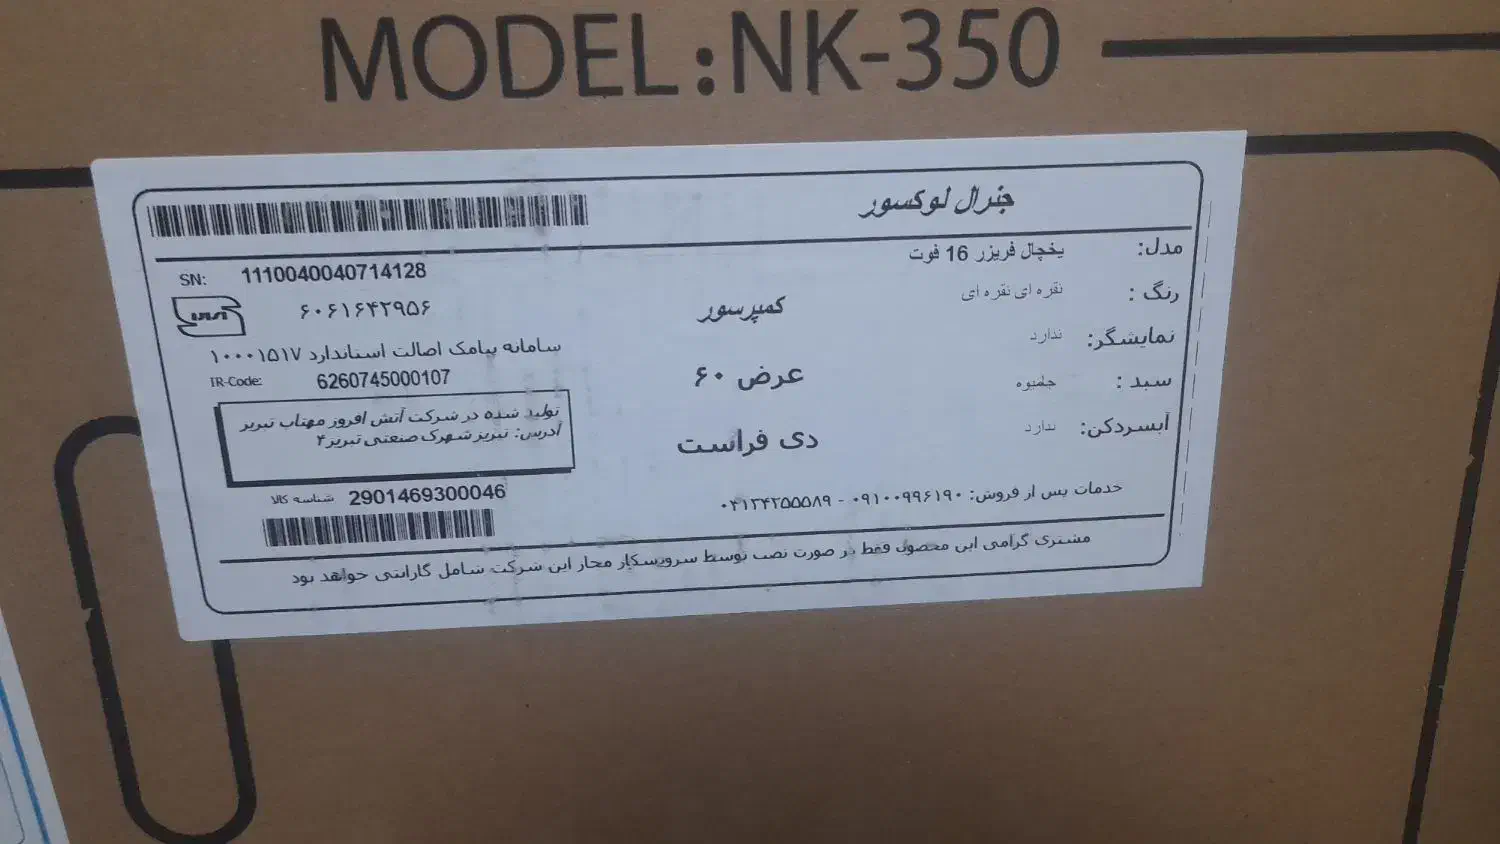 MODEL:NK-350
جنرال لوکسور
مدل: یخچال فریزر 16 فوت
رنگ : نقره ای نقره ای
نمایشگر: ندارد
سبد : جامیوه
آبسردکن: ندارد
کمپرسور
عرض ۶۰
دی فراست
خدمات پس از فروش: ۰۹۱۰۰۹۹۶۱۹۰ - ۰۴۱۳۴۲۵۵۵۸۹
SN: 1110040040714128
۶۰۶۱۶۴۲۹۵۶
سامانه پیامک اصالت استاندارد ۱۰۰۰۱۵۱۷
IR-Code: 6260745000107
تولید شده در شرکت آتش افروز مهتاب تبریز
آدرس: تبریز شهرک صنعتی تبریز۴
شناسه کالا 2901469300046
مشتری گرامی این محصول فقط در صورت نصب توسط سرویسکار مجاز این شرکت شامل گارانتی خواهد بود